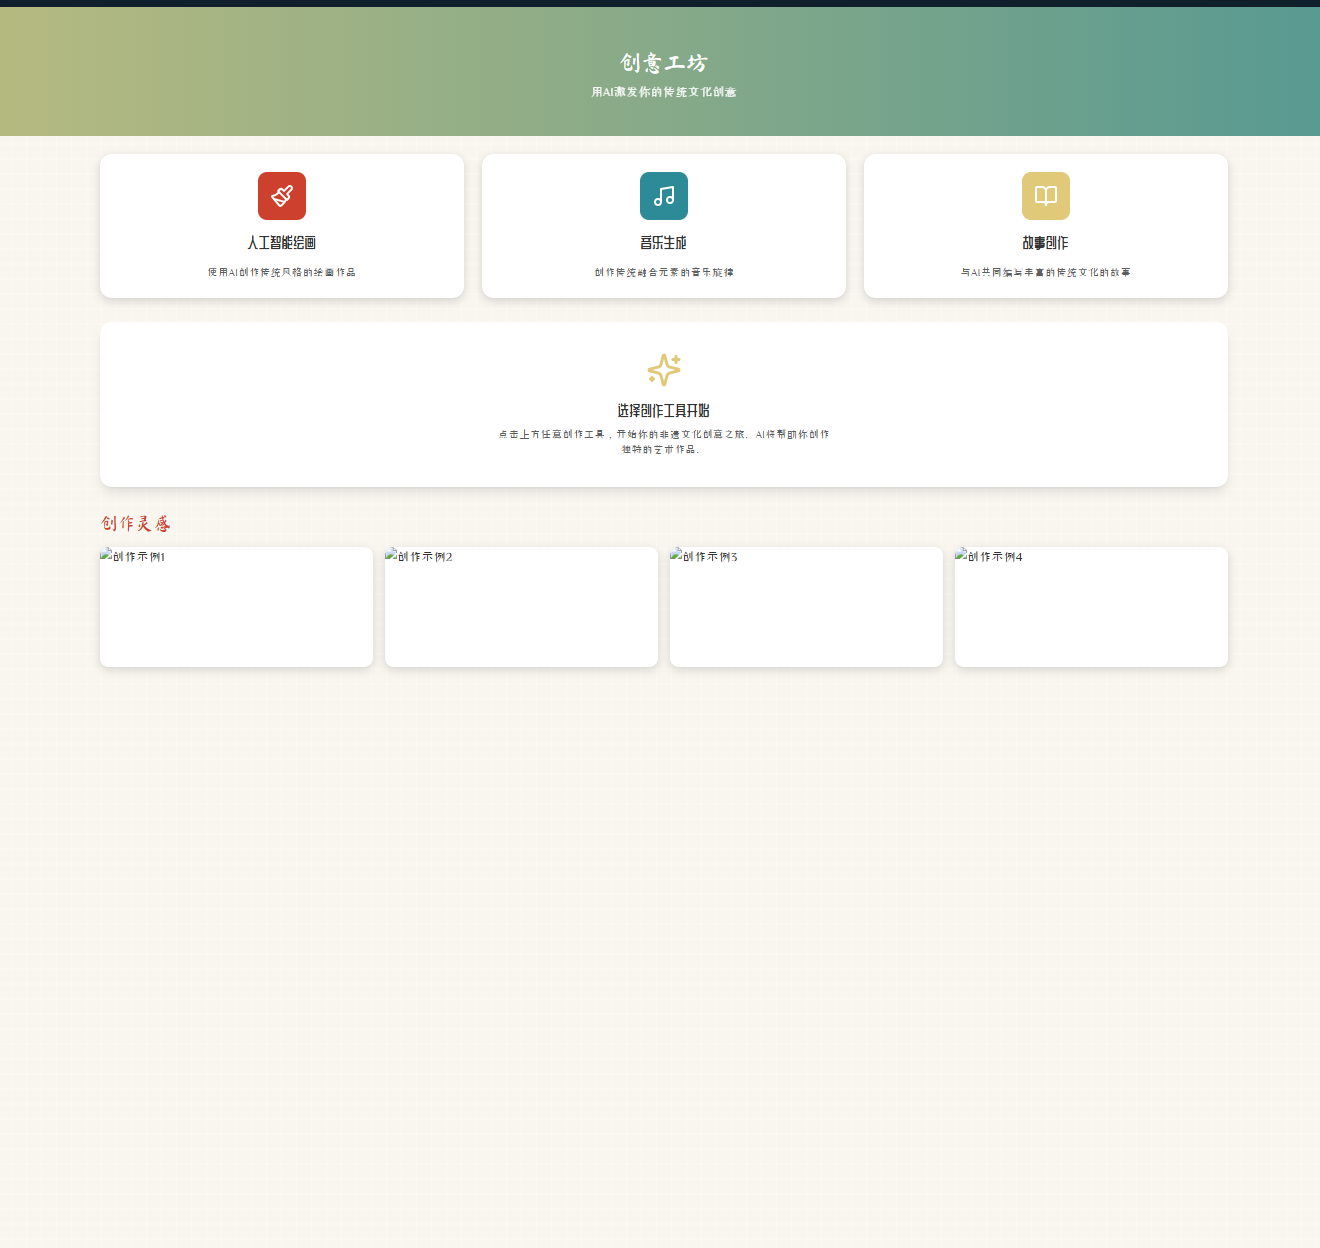 创意工坊
用AI激发你的传统文化创意
人工智能绘画
使用AI创作传统风格的绘画作品
音乐生成
创作传统融合元素的音乐旋律
故事创作
与AI共同编写丰富的传统文化的故事
选择创作工具开始
点击上方任意创作工具，开始你的非遗文化创意之旅。AI将帮助你创作
独特的艺术作品。
创作灵感
创作示例1
创作示例2
创作示例3
创作示例4